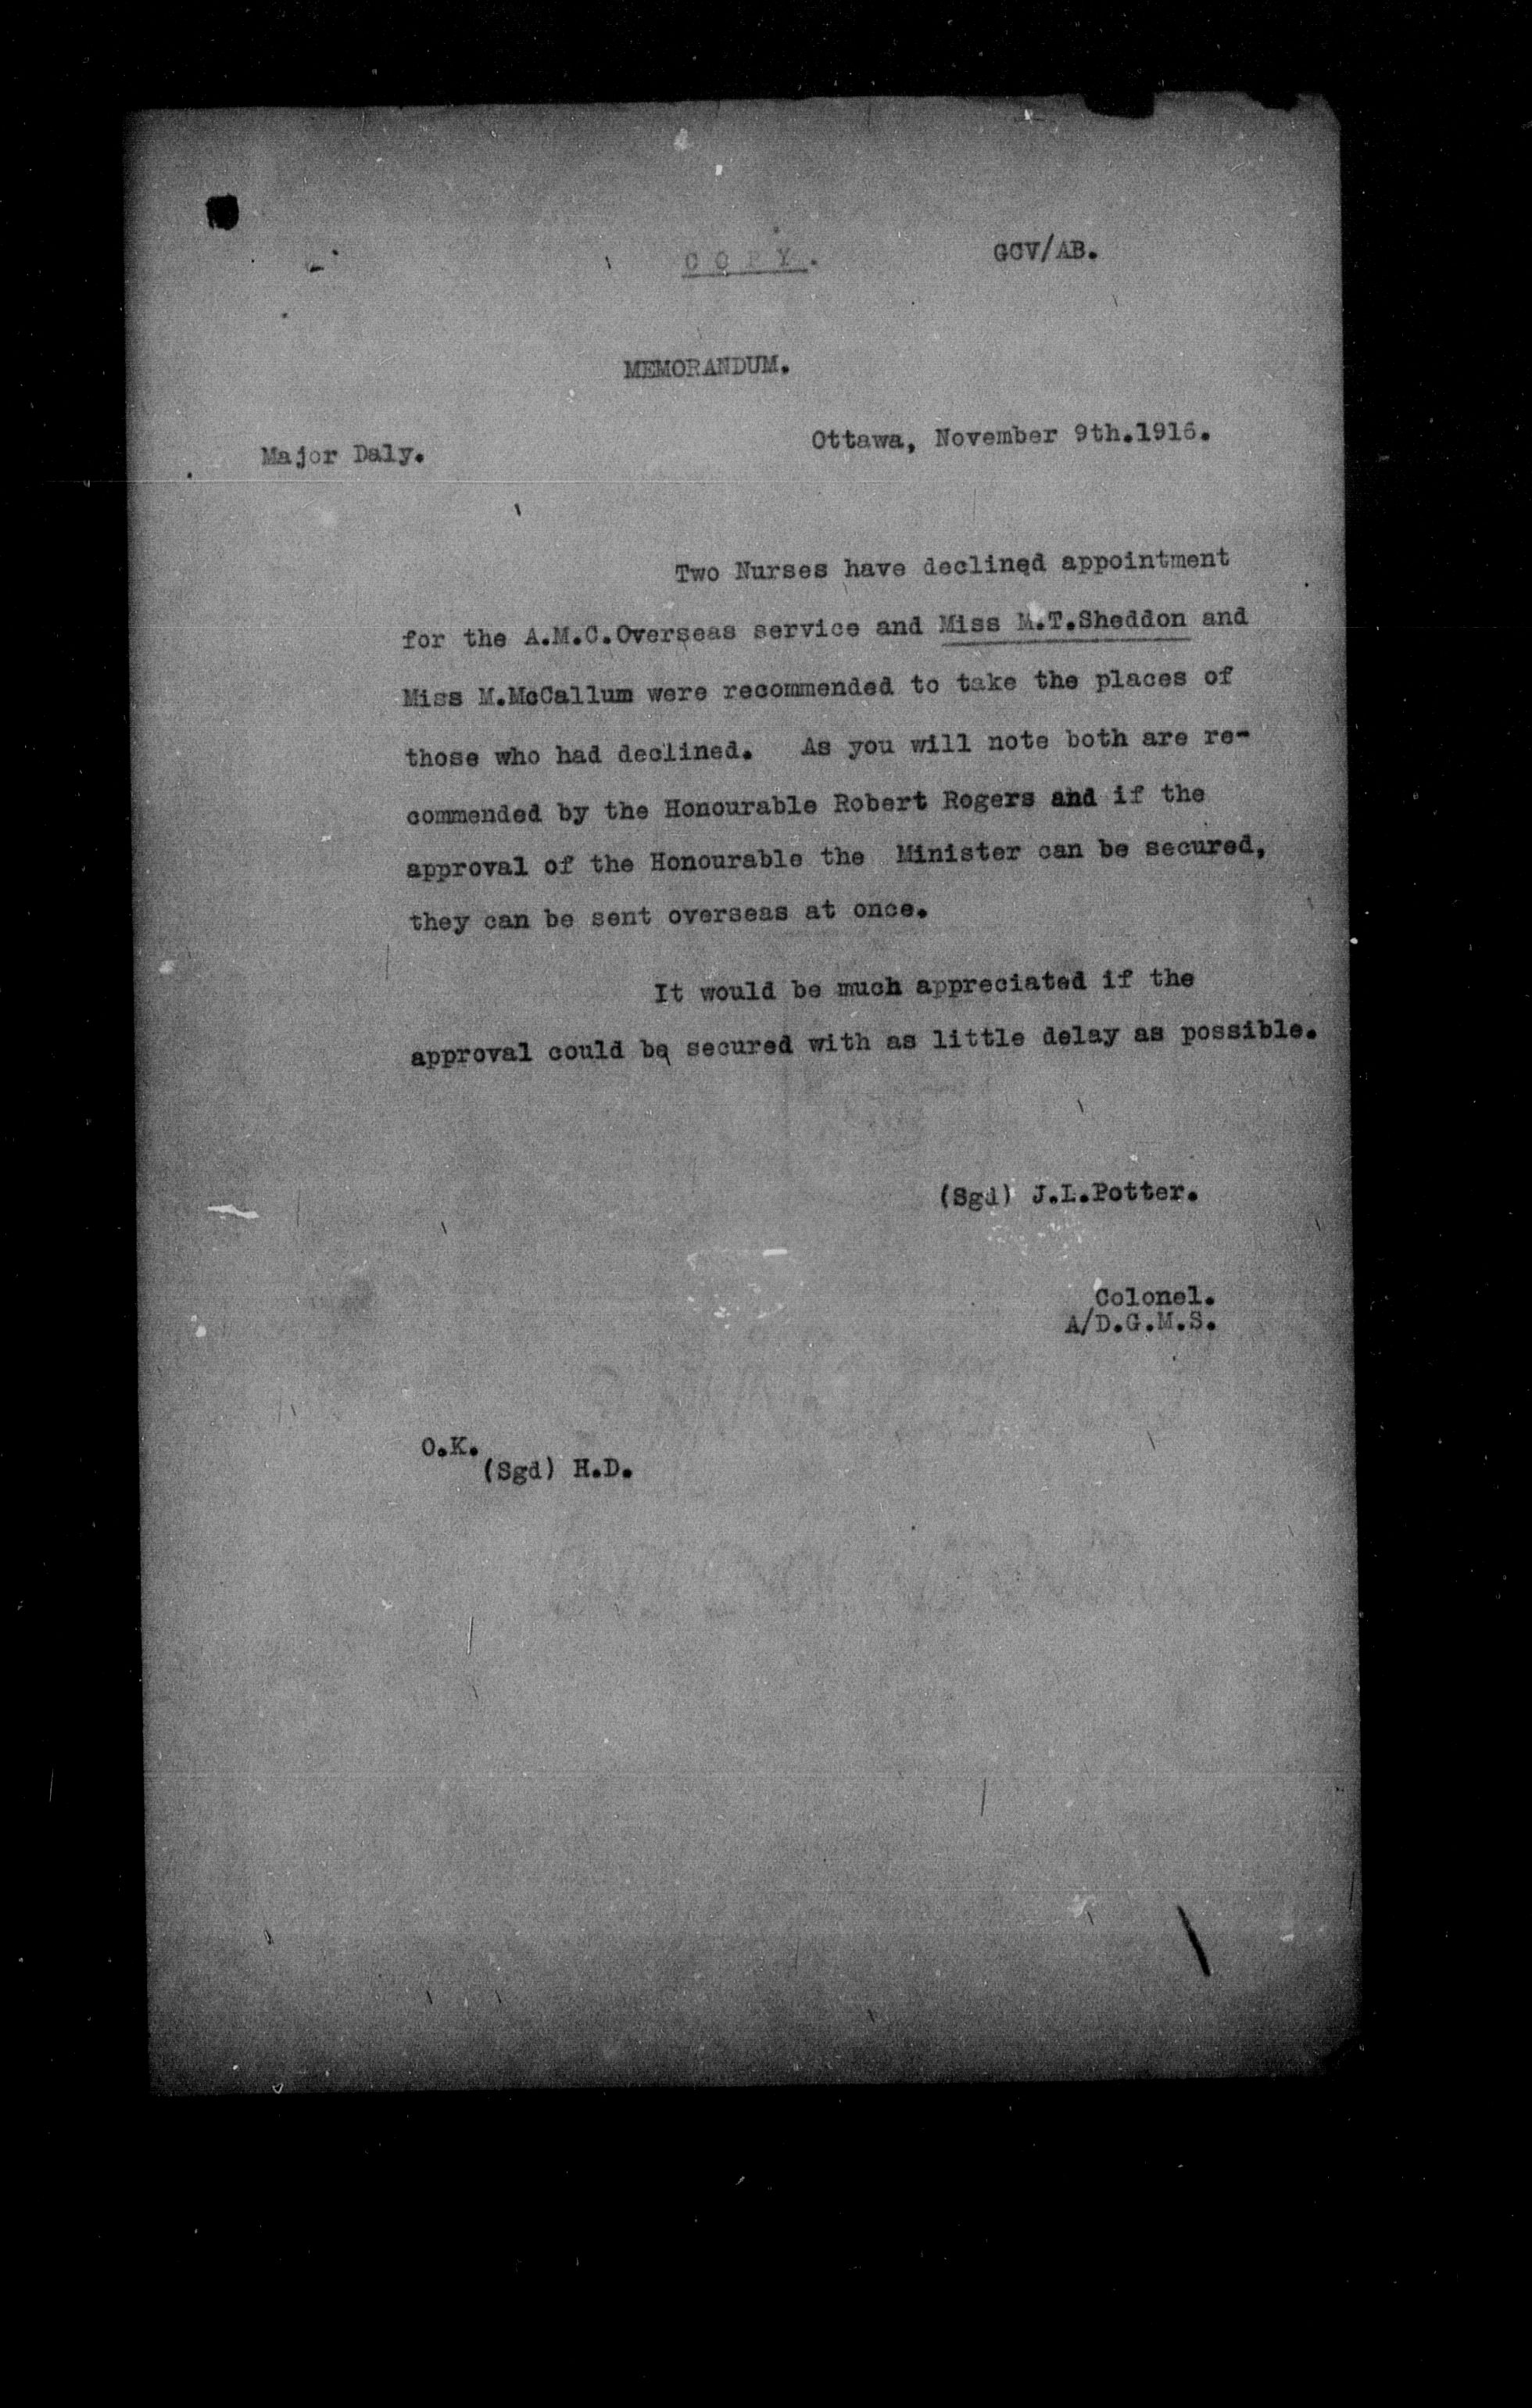 COPY.
GCV/AB.
MEMORANDUM.
Ottawa, November 9th.1916.
Major Daly.
Two Nurses have declined appointment
for the A.M.C.Overseas service and Miss M.T.Sheddon and
Miss M.McCallum were recommended to take the places of
those who had declined. As you will note both are re-
commended by the Honourable Robert Rogers and if the
approval of the Honourable the Minister can be secured,
they can be sent overseas at once.
It would be much appreciated if the
approval could be secured with as little delay as possible.
(Sgd) J.L.Potter.
Colonel.
A/D.G.M.S.
O.K.
(Sgd) H.D.